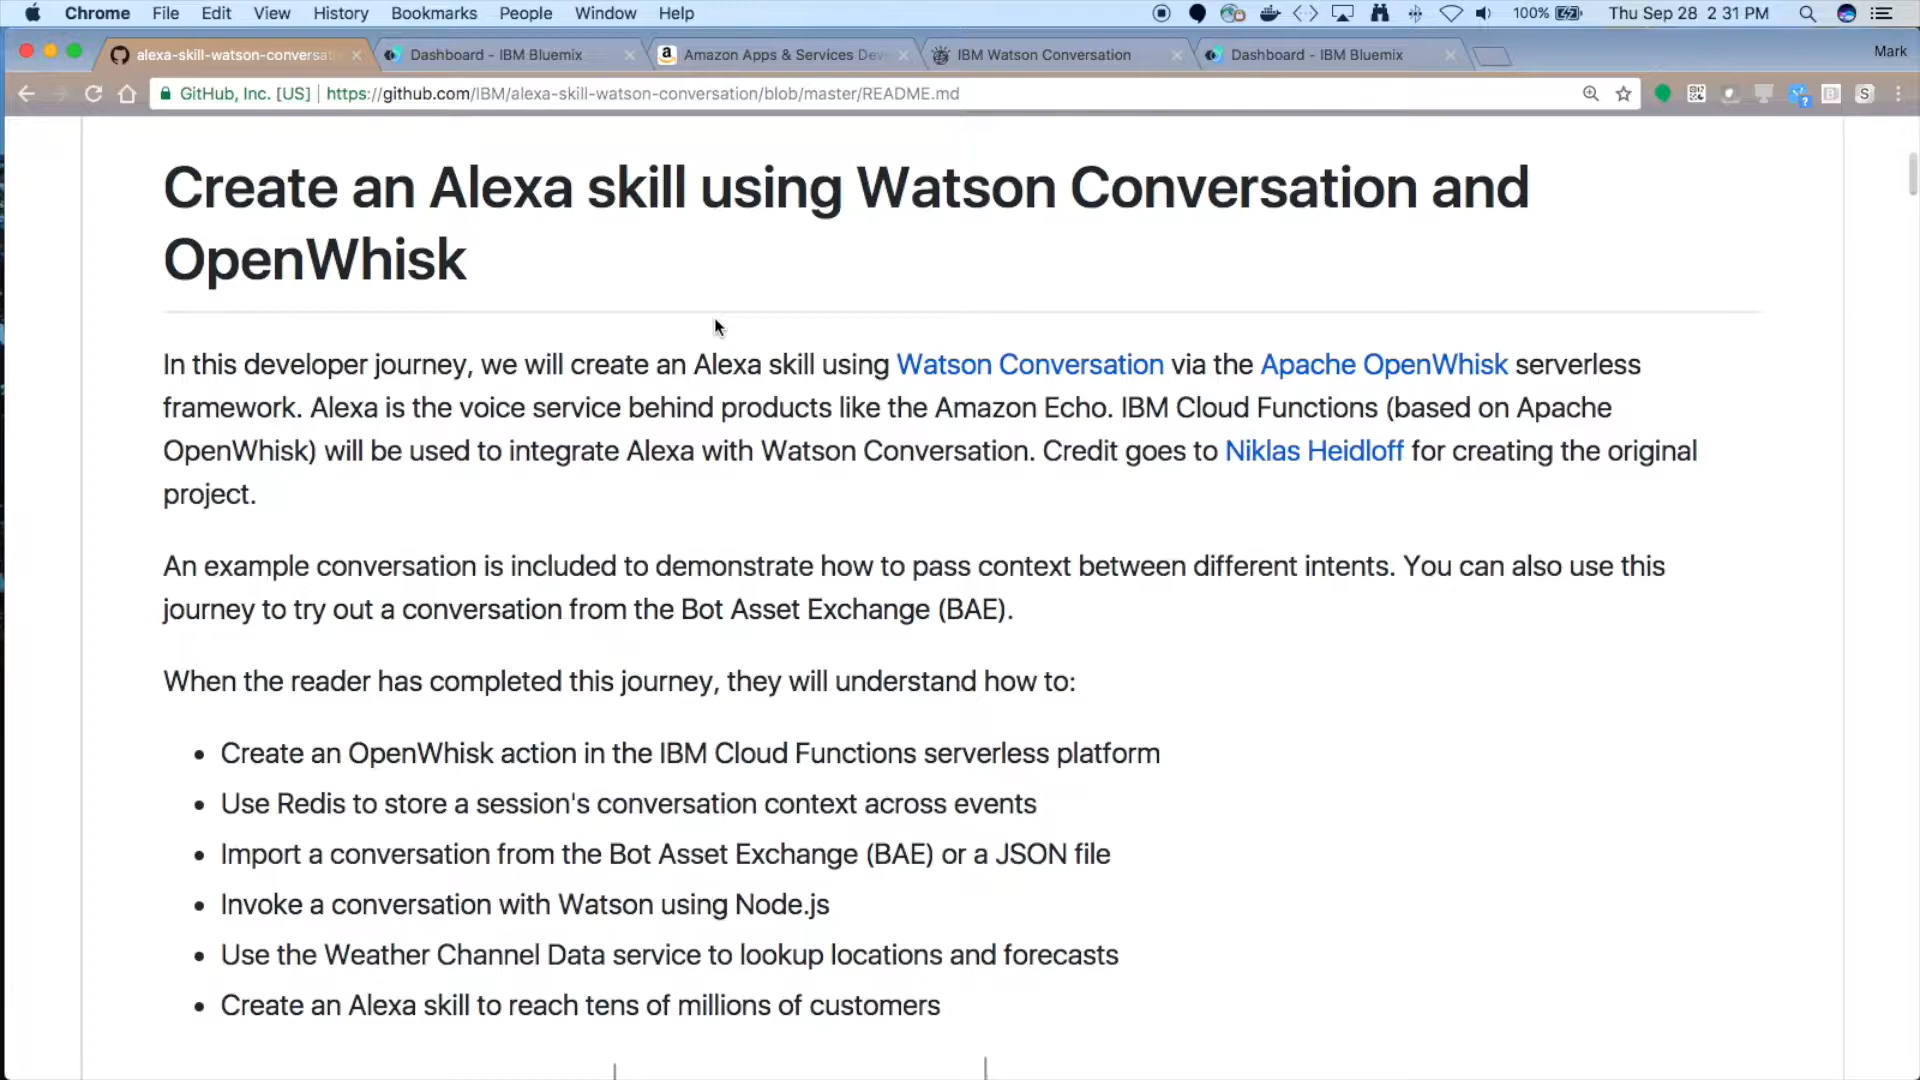 Chrome File Edit View History Bookmarks People Window Help 100% Thu Sep 28 2 31 PM
alexa-skill-watson-conversat Dashboard - IBM Bluemix Amazon Apps & Services Dev IBM Watson Conversation Dashboard - IBM Bluemix Mark
GitHub, Inc. [US] https://github.com/IBM/alexa-skill-watson-conversation/blob/master/README.md
Create an Alexa skill using Watson Conversation and
OpenWhisk
In this developer journey, we will create an Alexa skill using Watson Conversation via the Apache OpenWhisk serverless
framework. Alexa is the voice service behind products like the Amazon Echo. IBM Cloud Functions (based on Apache
OpenWhisk) will be used to integrate Alexa with Watson Conversation. Credit goes to Niklas Heidloff for creating the original
project.
An example conversation is included to demonstrate how to pass context between different intents. You can also use this
journey to try out a conversation from the Bot Asset Exchange (BAE).
When the reader has completed this journey, they will understand how to:
• Create an OpenWhisk action in the IBM Cloud Functions serverless platform
• Use Redis to store a session's conversation context across events
• Import a conversation from the Bot Asset Exchange (BAE) or a JSON file
• Invoke a conversation with Watson using Node.js
• Use the Weather Channel Data service to lookup locations and forecasts
• Create an Alexa skill to reach tens of millions of customers